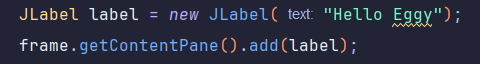 JLabel label = new JLabel( text: "Hello Eggy");
frame.getContentPane().add(label);